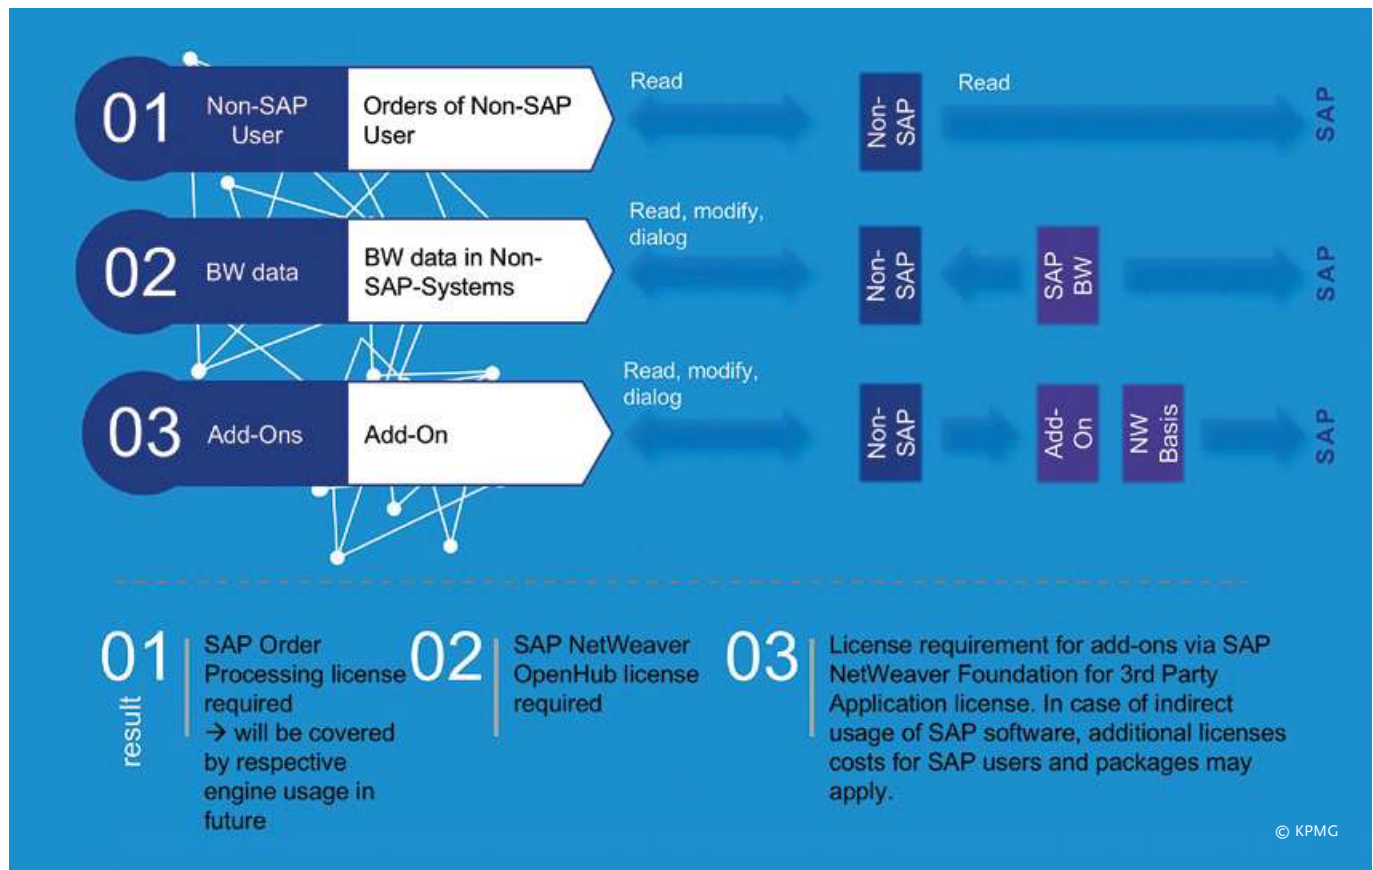 01
Non-SAP
User
Orders of Non-SAP
User
Read
Non-
SAP
Read
SAP
02
BW data
BW data in Non-
SAP-Systems
Read, modify,
dialog
Non-
SAP
SAP
BW
SAP
03
Add-Ons
Add-On
Read, modify,
dialog
Non-
SAP
Add-
On
NW
Basis
SAP
result
01
SAP Order
Processing license
required
→ will be covered
by respective
engine usage in
future
02
SAP NetWeaver
OpenHub license
required
03
License requirement for add-ons via SAP
NetWeaver Foundation for 3rd Party
Application license. In case of indirect
usage of SAP software, additional licenses
costs for SAP users and packages may
apply.
© KPMG